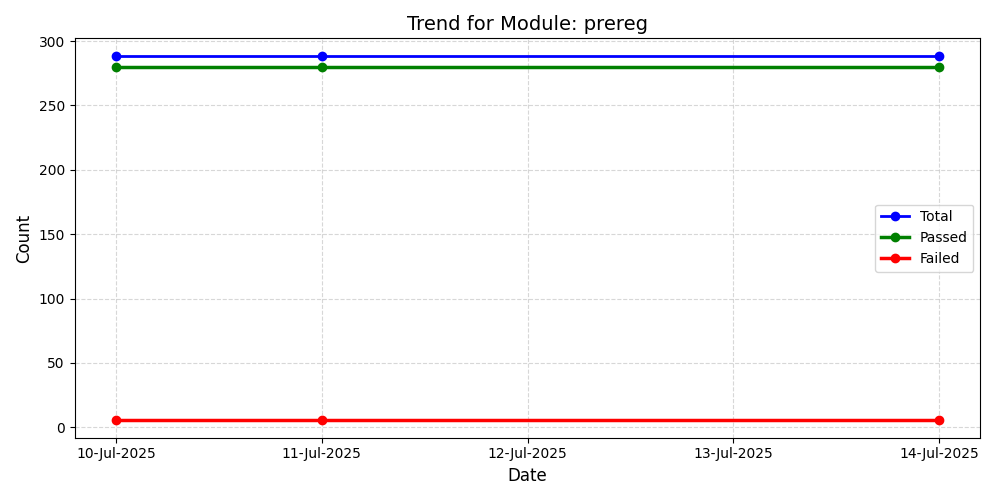 Trend for Module: prereg
300
250
200
150
100
50
0
Count
Total
Passed
Failed
10-Jul-2025 11-Jul-2025 12-Jul-2025 13-Jul-2025 14-Jul-2025
Date